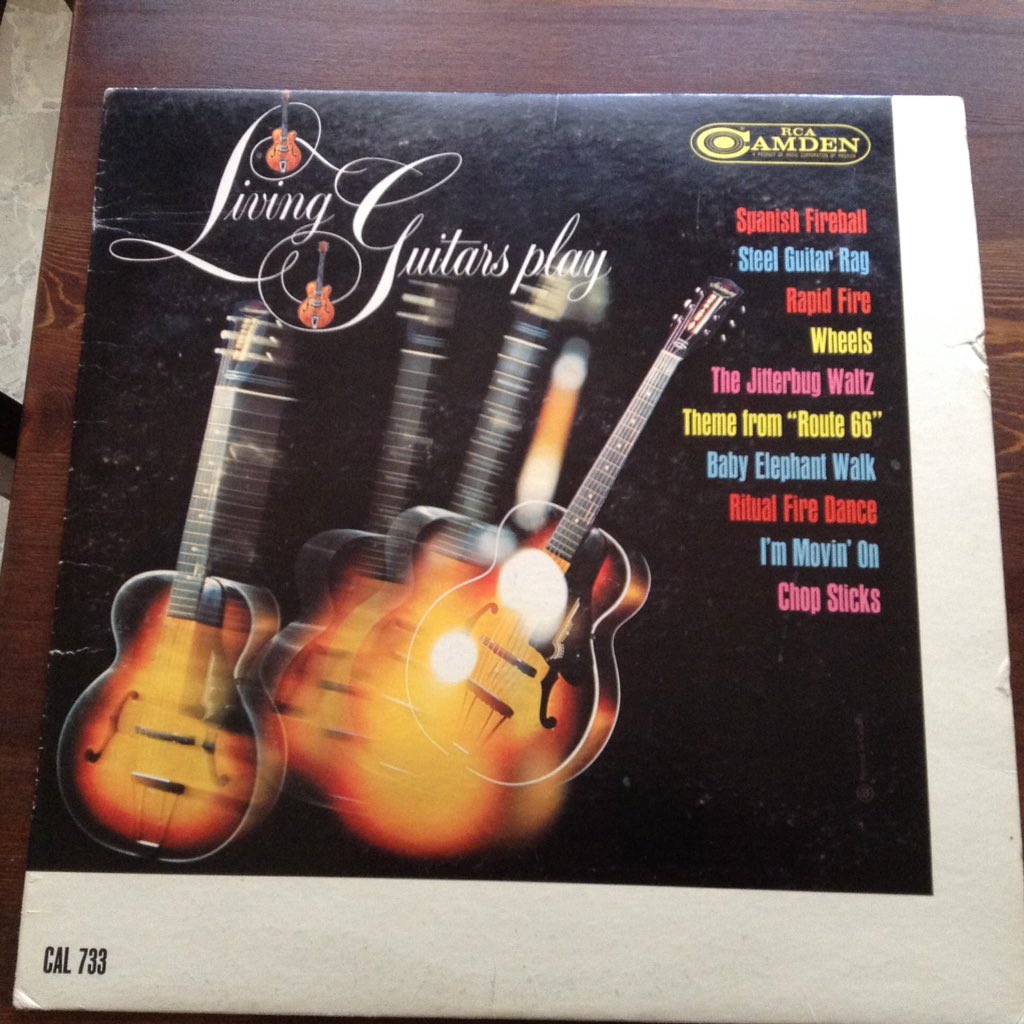 Living Guitars play
RCA
CAMDEN
Spanish Fireball
Steel Guitar Rag
Rapid Fire
Wheels
The Jitterbug Waltz
Theme from “Route 66”
Baby Elephant Walk
Ritual Fire Dance
I'm Movin' On
Chop Sticks
CAL 733